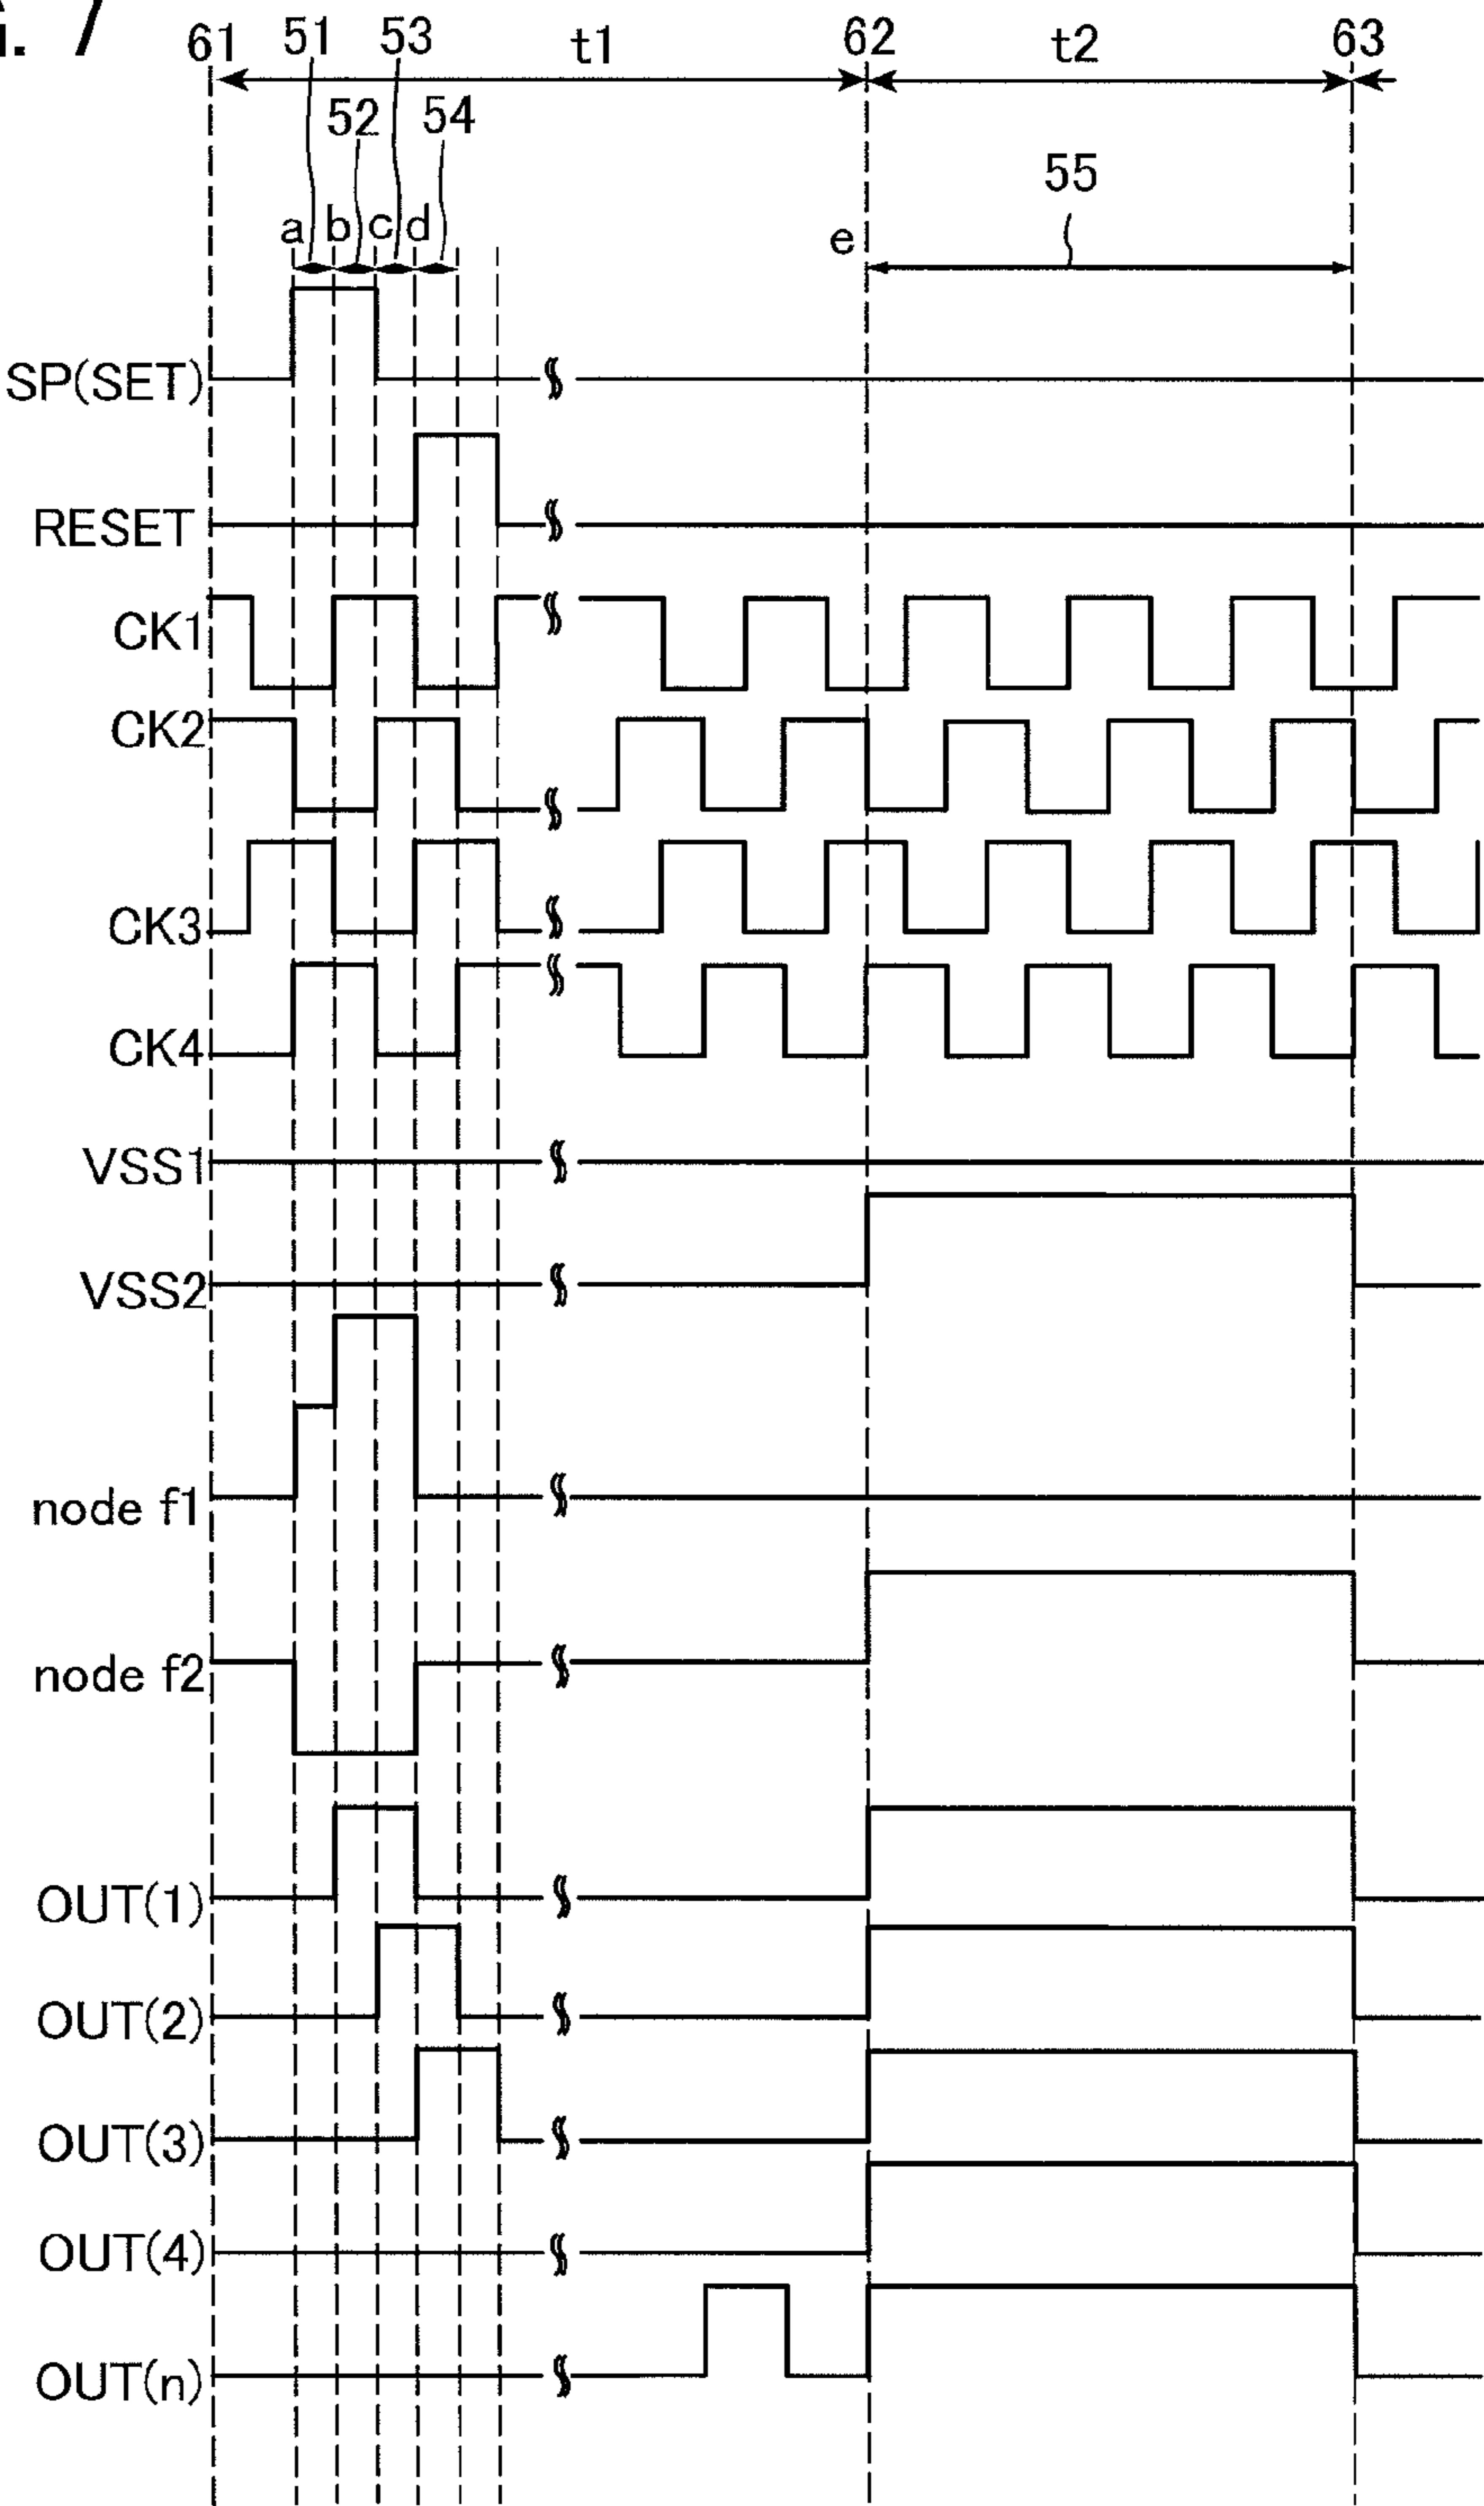 7
61 51 53 t1 62 t2 63
52 54
55
a b c d
e
SP(SET)
RESET
CK1
CK2
CK3
CK4
VSS1
VSS2
node f1
node f2
OUT(1)
OUT(2)
OUT(3)
OUT(4)
OUT(n)